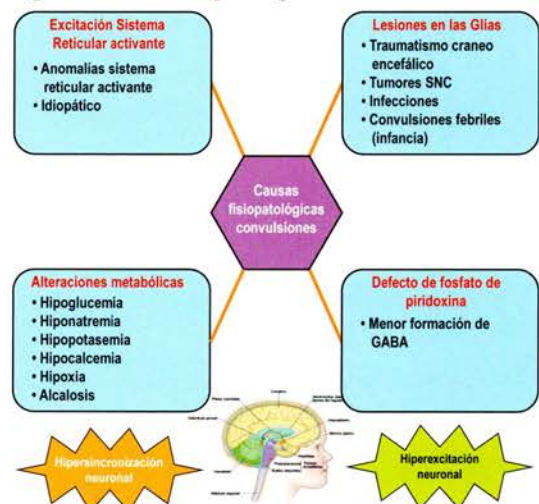 Excitación Sistema
Reticular activante
• Anomalías sistema
reticular activante
• Idiopático
Lesiones en las Glías
• Traumatismo craneo
encefálico
• Tumores SNC
• Infecciones
• Convulsiones febriles
(infancia)
Causas
fisiopatológicas
convulsiones
Alteraciones metabólicas
• Hipoglucemia
• Hiponatremia
• Hipopotasemia
• Hipocalcemia
• Hipoxia
• Alcalosis
Defecto de fosfato de
piridoxina
• Menor formación de
GABA
Hipersincronización
neuronal
Hiperexcitación
neuronal